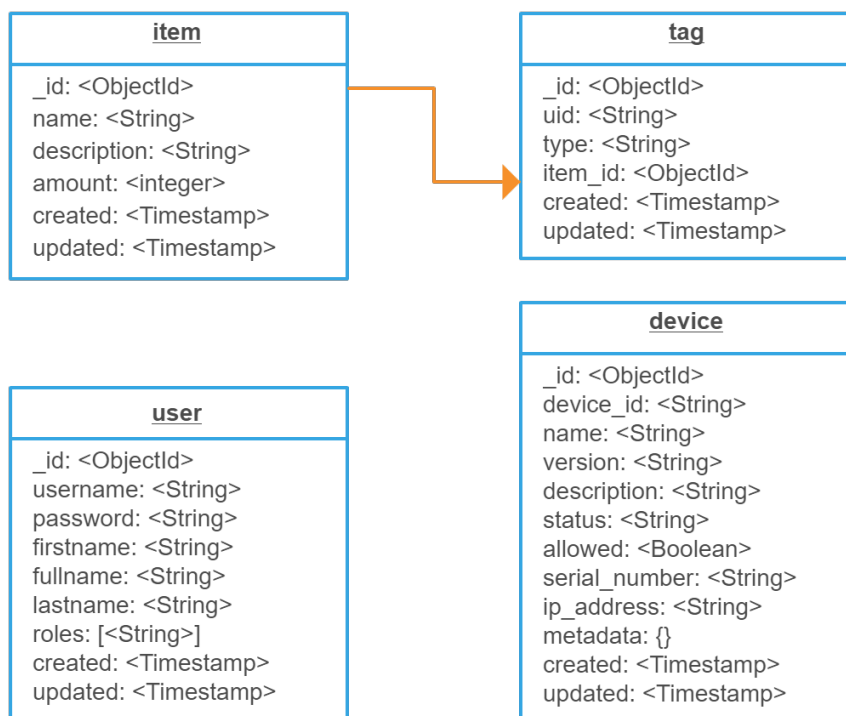 item
_id: <ObjectId>
name: <String>
description: <String>
amount: <integer>
created: <Timestamp>
updated: <Timestamp>
tag
_id: <ObjectId>
uid: <String>
type: <String>
item_id: <ObjectId>
created: <Timestamp>
updated: <Timestamp>
user
_id: <ObjectId>
username: <String>
password: <String>
firstname: <String>
fullname: <String>
lastname: <String>
roles: [<String>]
created: <Timestamp>
updated: <Timestamp>
device
_id: <ObjectId>
device_id: <String>
name: <String>
version: <String>
description: <String>
status: <String>
allowed: <Boolean>
serial_number: <String>
ip_address: <String>
metadata: {}
created: <Timestamp>
updated: <Timestamp>